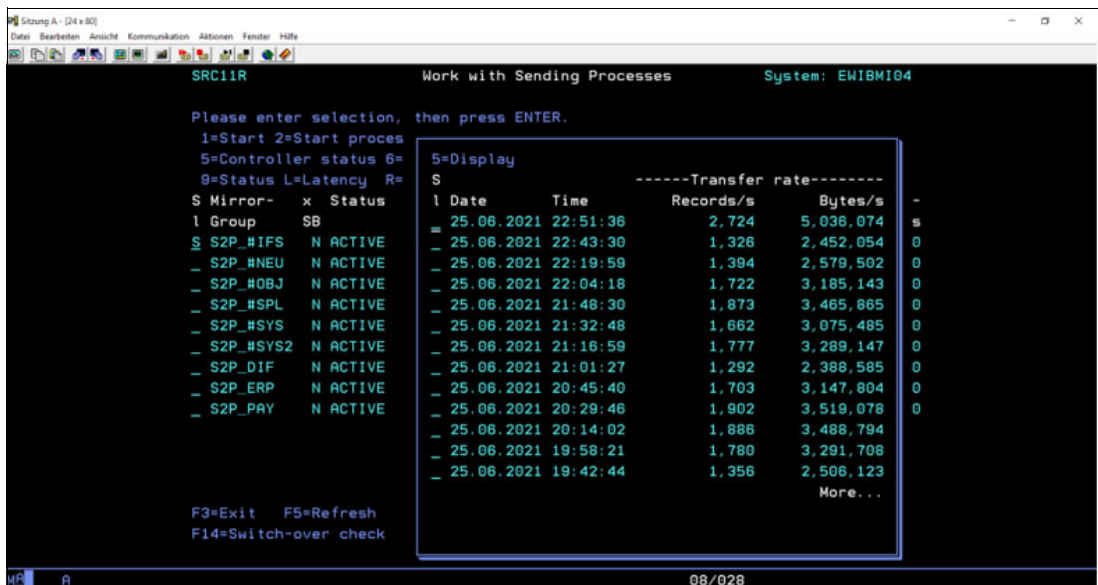 Sitzung A - [24 x 80]
Datei Bearbeiten Ansicht Kommunikation Aktionen Fenster Hilfe
SRC11R Work with Sending Processes System: EWIBMI04
Please enter selection, then press ENTER.
1=Start 2=Start proces
5=Controller status 6= 5=Display
9=Status L=Latency R= S ------Transfer rate--------
S Mirror- x Status l Date Time Records/s Bytes/s -
l Group SB _ 25.06.2021 22:51:36 2,724 5,036,074 s
S S2P_#IFS N ACTIVE _ 25.06.2021 22:43:30 1,326 2,452,054 0
_ S2P_#NEU N ACTIVE _ 25.06.2021 22:19:59 1,394 2,579,502 0
_ S2P_#OBJ N ACTIVE _ 25.06.2021 22:04:18 1,722 3,185,143 0
_ S2P_#SPL N ACTIVE _ 25.06.2021 21:48:30 1,873 3,465,865 0
_ S2P_#SYS N ACTIVE _ 25.06.2021 21:32:48 1,662 3,075,485 0
_ S2P_#SYS2 N ACTIVE _ 25.06.2021 21:16:59 1,777 3,289,147 0
_ S2P_DIF N ACTIVE _ 25.06.2021 21:01:27 1,292 2,388,585 0
_ S2P_ERP N ACTIVE _ 25.06.2021 20:45:40 1,703 3,147,804 0
_ S2P_PAY N ACTIVE _ 25.06.2021 20:29:46 1,902 3,519,078 0
_ 25.06.2021 20:14:02 1,886 3,488,794
_ 25.06.2021 19:58:21 1,780 3,291,708
_ 25.06.2021 19:42:44 1,356 2,506,123
More...
F3=Exit F5=Refresh
F14=Switch-over check
MA A 08/028